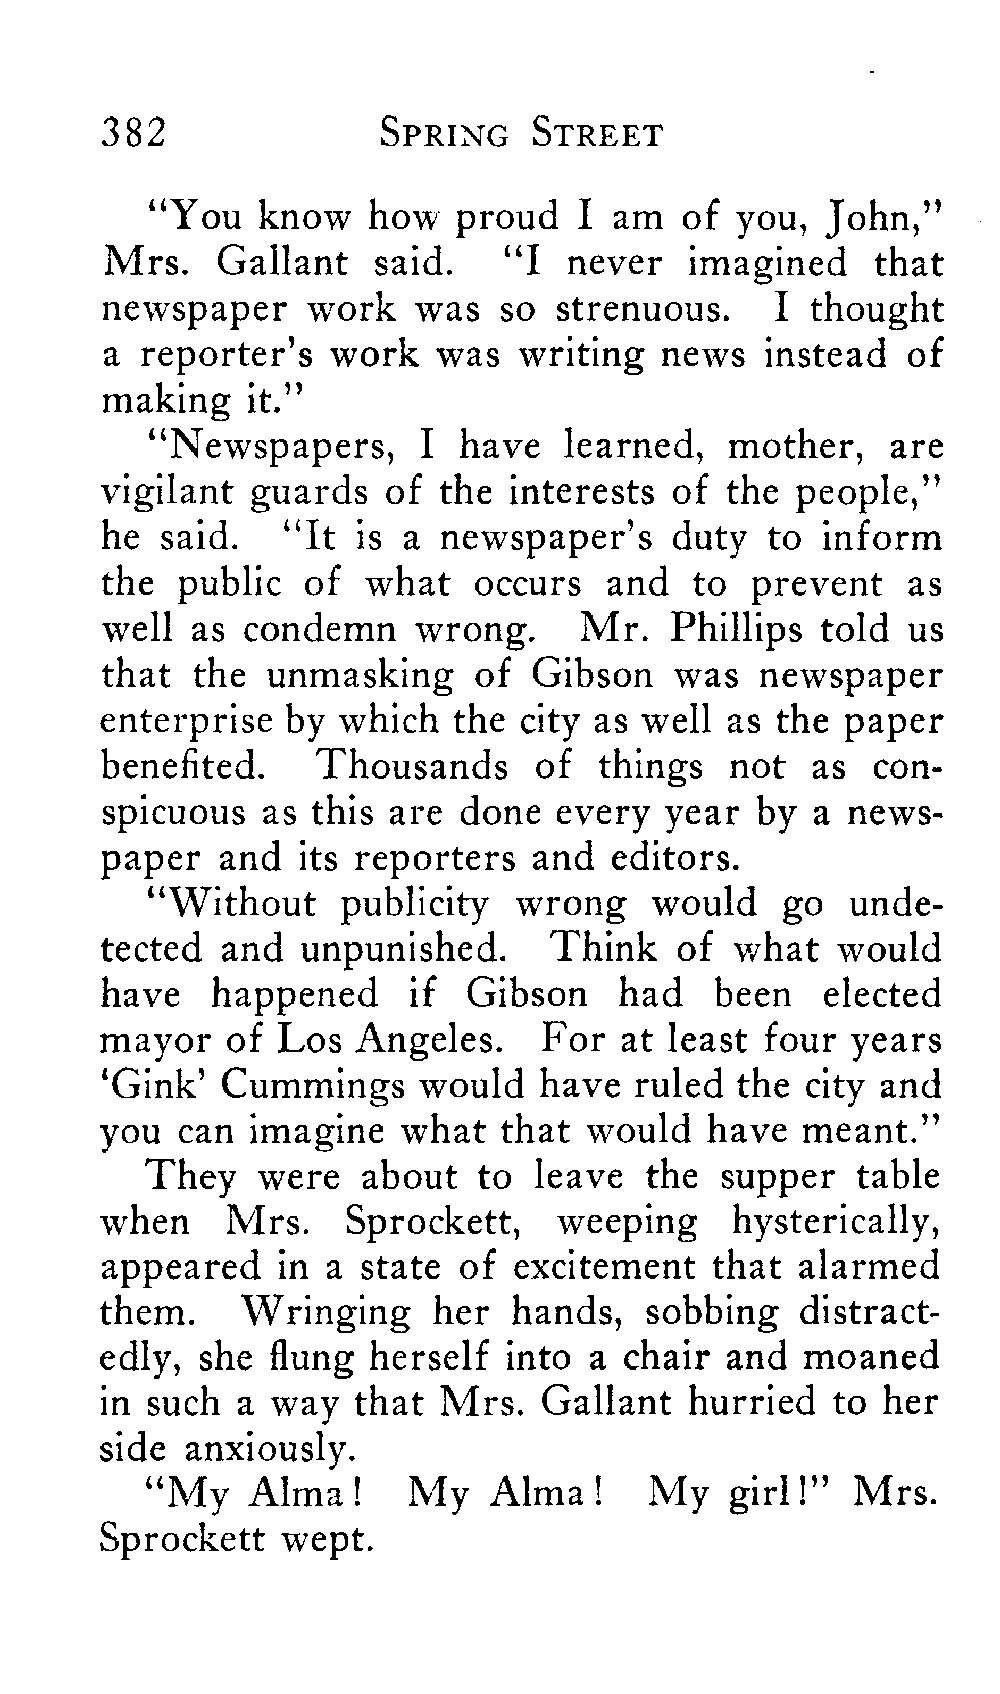 382 SPRING STREET
"You know how proud I am of you, John,"
Mrs. Gallant said. "I never imagined that
newspaper work was so strenuous. I thought
a reporter's work was writing news instead of
making it."
"Newspapers, I have learned, mother, are
vigilant guards of the interests of the people,"
he said. "It is a newspaper's duty to inform
the public of what occurs and to prevent as
well as condemn wrong. Mr. Phillips told us
that the unmasking of Gibson was newspaper
enterprise by which the city as well as the paper
benefited. Thousands of things not as con-
spicuous as this are done every year by a news-
paper and its reporters and editors.
"Without publicity wrong would go unde-
tected and unpunished. Think of what would
have happened if Gibson had been elected
mayor of Los Angeles. For at least four years
'Gink' Cummings would have ruled the city and
you can imagine what that would have meant."
They were about to leave the supper table
when Mrs. Sprockett, weeping hysterically,
appeared in a state of excitement that alarmed
them. Wringing her hands, sobbing distract-
edly, she flung herself into a chair and moaned
in such a way that Mrs. Gallant hurried to her
side anxiously.
"My Alma! My Alma! My girl!" Mrs.
Sprockett wept.